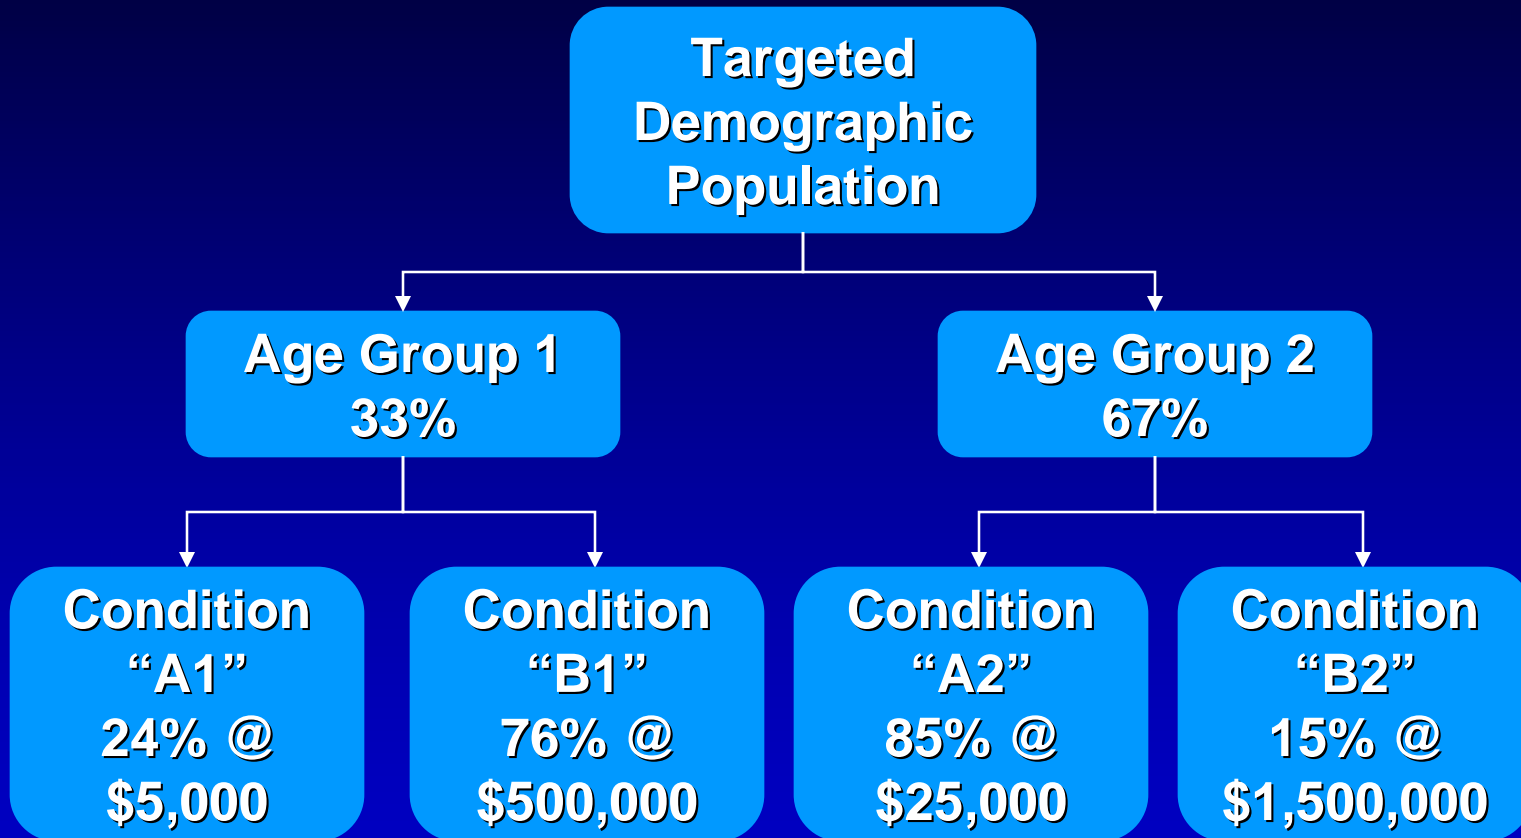 Targeted
Demographic
Population
Age Group 1
33%
Age Group 2
67%
Condition
“A1”
24% @
$5,000
Condition
“B1”
76% @
$500,000
Condition
“A2”
85% @
$25,000
Condition
“B2”
15% @
$1,500,000